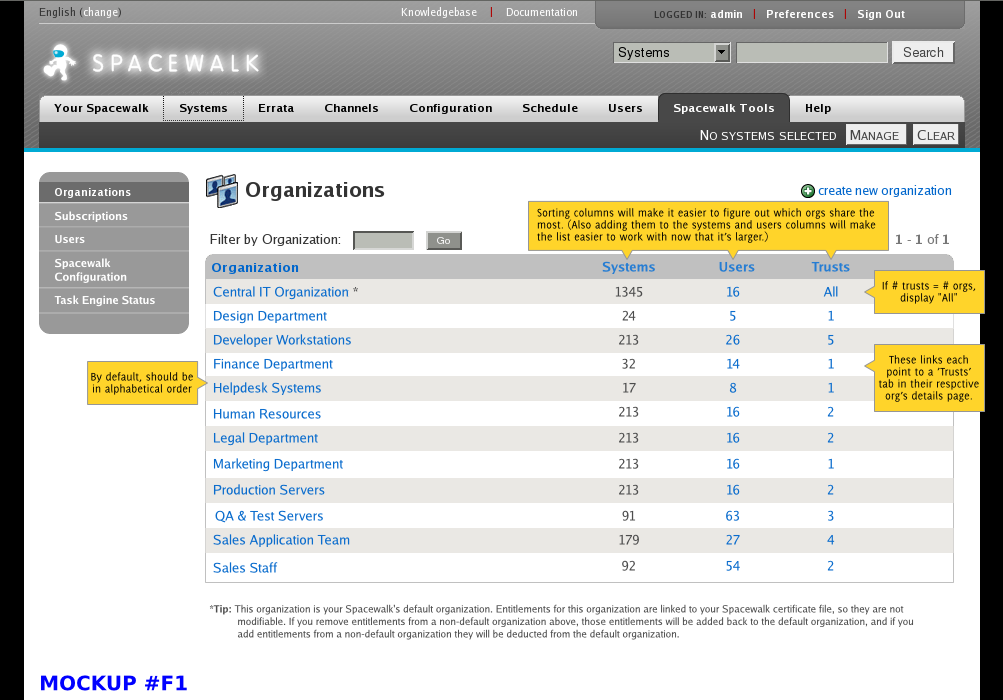 English (change) Knowledgebase | Documentation LOGGED IN: admin | Preferences | Sign Out
SPACEWALK Systems Search
Your Spacewalk Systems Errata Channels Configuration Schedule Users Spacewalk Tools Help
NO SYSTEMS SELECTED MANAGE CLEAR
Organizations
Subscriptions
Users
Spacewalk
Configuration
Task Engine Status
Organizations create new organization
Sorting columns will make it easier to figure out which orgs share the
most. (Also adding them to the systems and users columns will make
the list easier to work with now that it's larger.)
Filter by Organization: Go 1 - 1 of 1
Organization Systems Users Trusts
Central IT Organization * 1345 16 All
Design Department 24 5 1
Developer Workstations 213 26 5
Finance Department 32 14 1
Helpdesk Systems 17 8 1
Human Resources 213 16 2
Legal Department 213 16 2
Marketing Department 213 16 1
Production Servers 213 16 2
QA & Test Servers 91 63 3
Sales Application Team 179 27 4
Sales Staff 92 54 2
If # trusts = # orgs,
display "All"
These links each
point to a 'Trusts'
tab in their respctive
org's details page.
By default, should be
in alphabetical order
*Tip: This organization is your Spacewalk's default organization. Entitlements for this organization are linked to your Spacewalk certificate file, so they are not
modifiable. If you remove entitlements from a non-default organization above, those entitlements will be added back to the default organization, and if you
add entitlements from a non-default organization they will be deducted from the default organization.
MOCKUP #F1